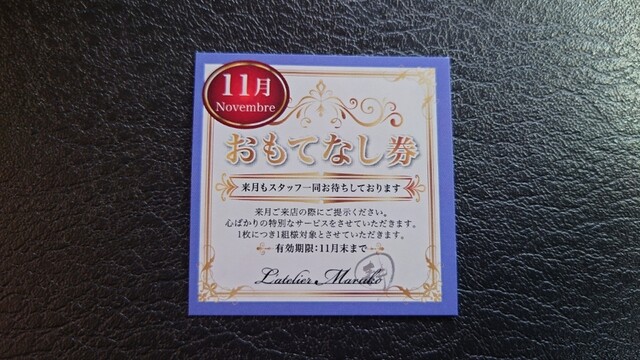 11月
Novembre
おもてなし券
来月もスタッフ一同お待ちしております
来月ご来店の際にご提示ください。
心ばかりの特別なサービスをさせていただきます。
1枚につき1組様対象とさせていただきます。
有効期限：11月末まで
L'atelier Maruko